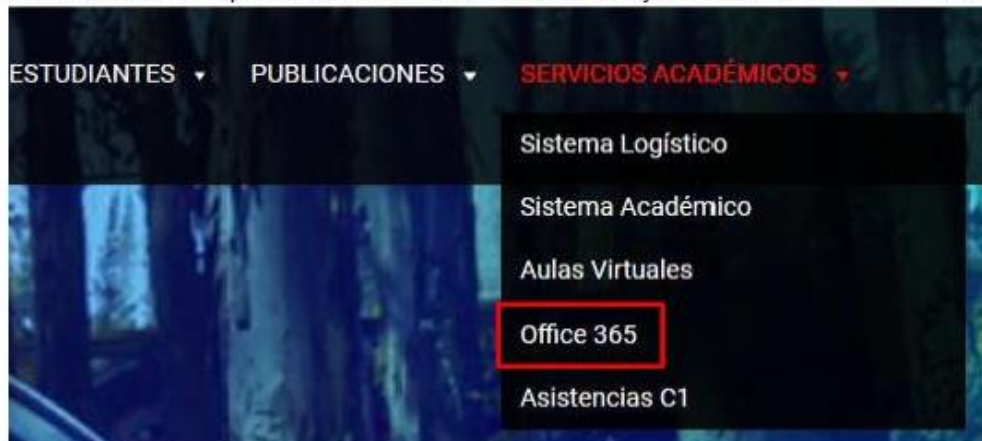 ESTUDIANTES PUBLICACIONES SERVICIOS ACADÉMICOS
Sistema Logístico
Sistema Académico
Aulas Virtuales
Office 365
Asistencias C1